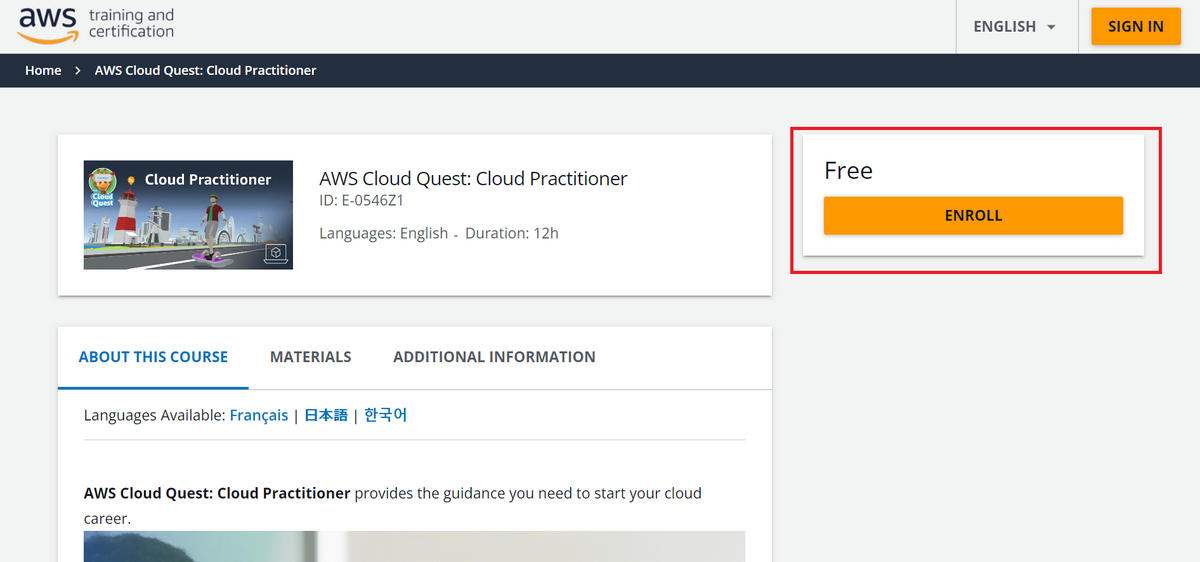 aws training and certification
ENGLISH
SIGN IN
Home > AWS Cloud Quest: Cloud Practitioner
Cloud Quest
Cloud Practitioner
AWS Cloud Quest: Cloud Practitioner
ID: E-0546Z1
Languages: English - Duration: 12h
Free
ENROLL
ABOUT THIS COURSE
MATERIALS
ADDITIONAL INFORMATION
Languages Available: Français | 日本語 | 한국어
AWS Cloud Quest: Cloud Practitioner provides the guidance you need to start your cloud
career.